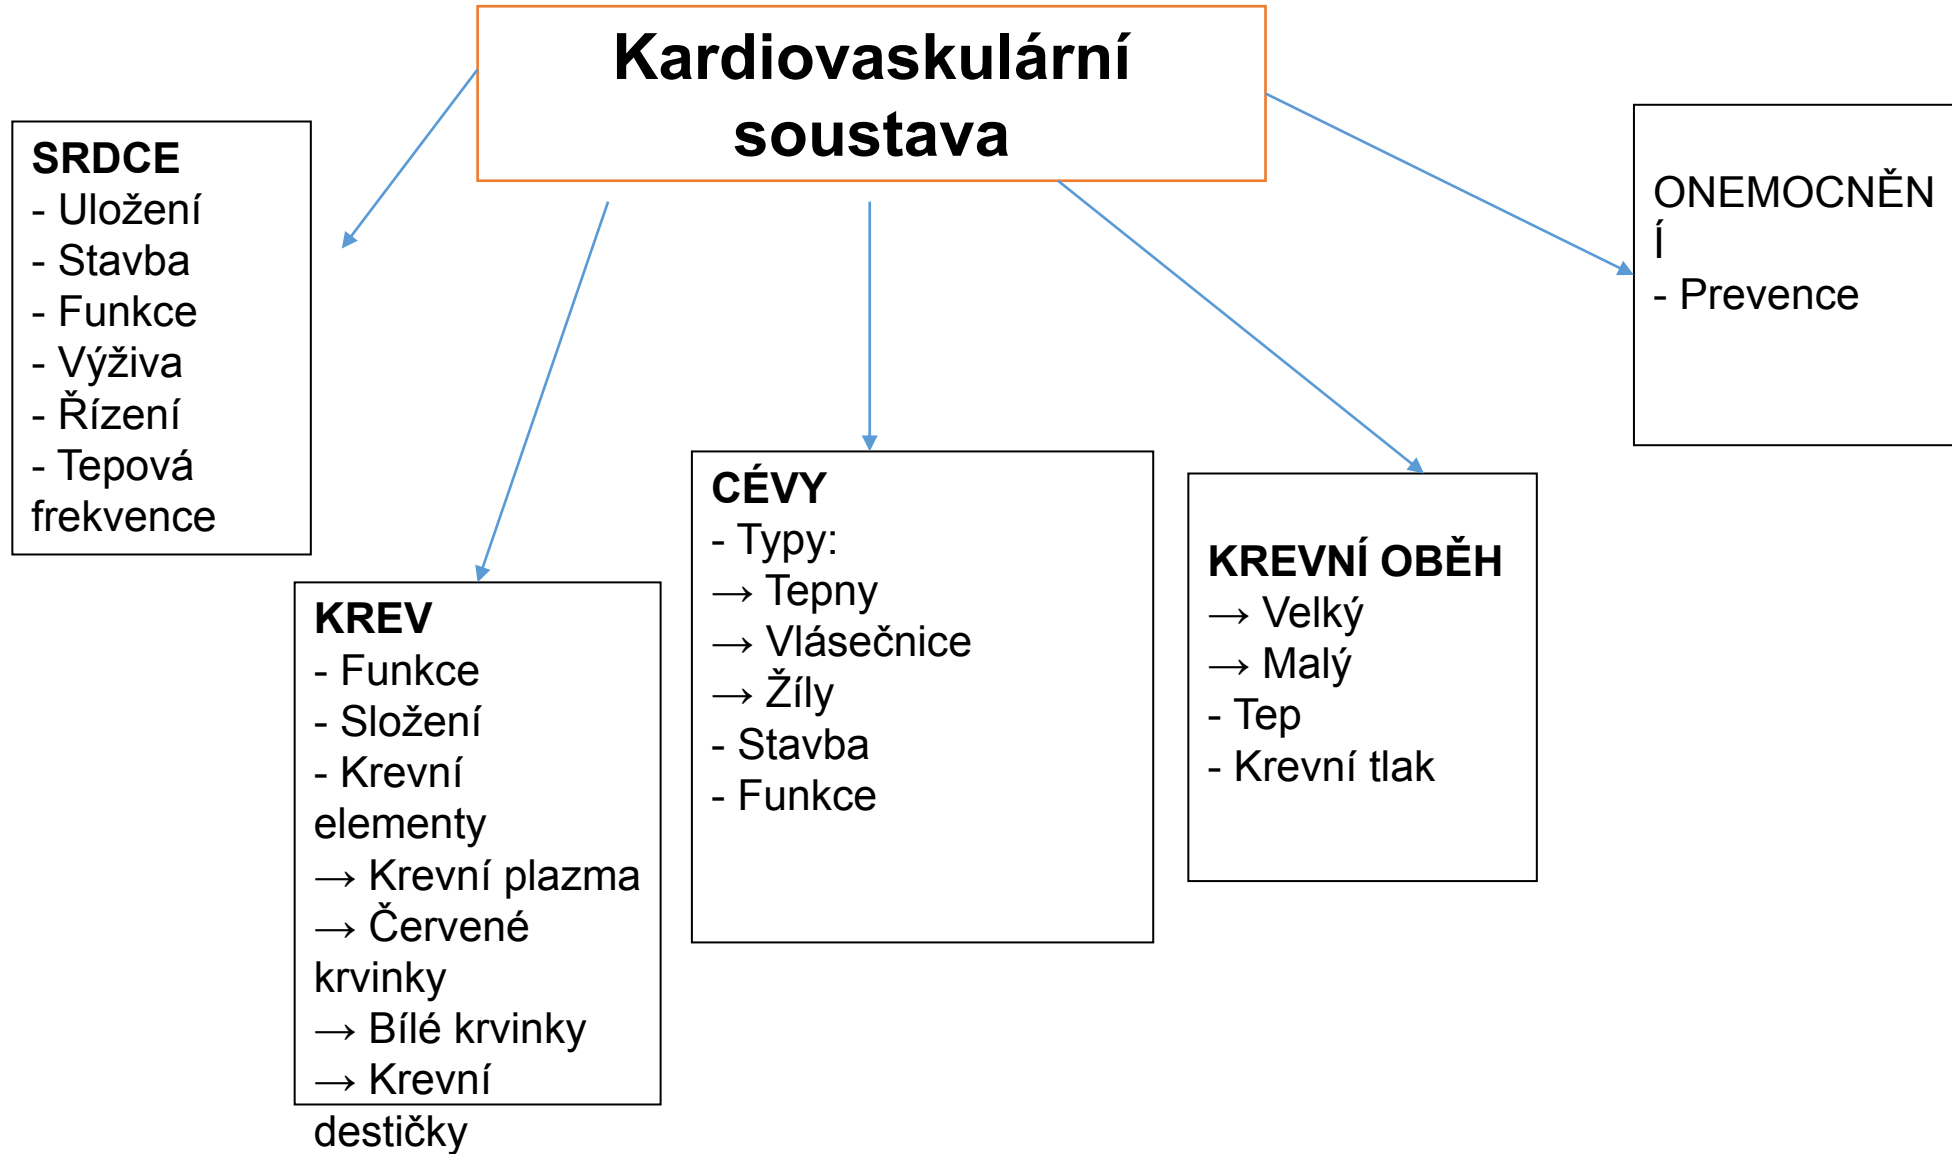 Kardiovaskulární
soustava
SRDCE
- Uložení
- Stavba
- Funkce
- Výživa
- Řízení
- Tepová
frekvence
KREV
- Funkce
- Složení
- Krevní
elementy
→ Krevní plazma
→ Červené
krvinky
→ Bílé krvinky
→ Krevní
destičky
CÉVY
- Typy:
→ Tepny
→ Vlásečnice
→ Žíly
- Stavba
- Funkce
KREVNÍ OBĚH
→ Velký
→ Malý
- Tep
- Krevní tlak
ONEMOCNĚN
Í
- Prevence